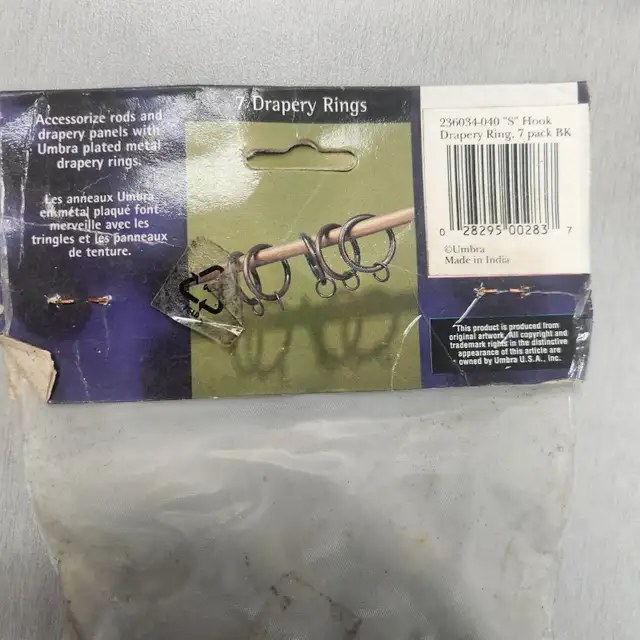 7 Drapery Rings
Accessorize rods and
drapery panels with
Umbra plated metal
drapery rings.
Les anneaux Umbra
en métal plaqué font
merveille avec les
tringles et les panneaux
de tenture.
236034-040 "S" Hook
Drapery Ring, 7 pack BK
0 28295 00283 7
©Umbra
Made in India
This product is produced from
original artwork. All copyright and
trademark rights in the distinctive
appearance of this article are
owned by Umbra U.S.A. Inc.